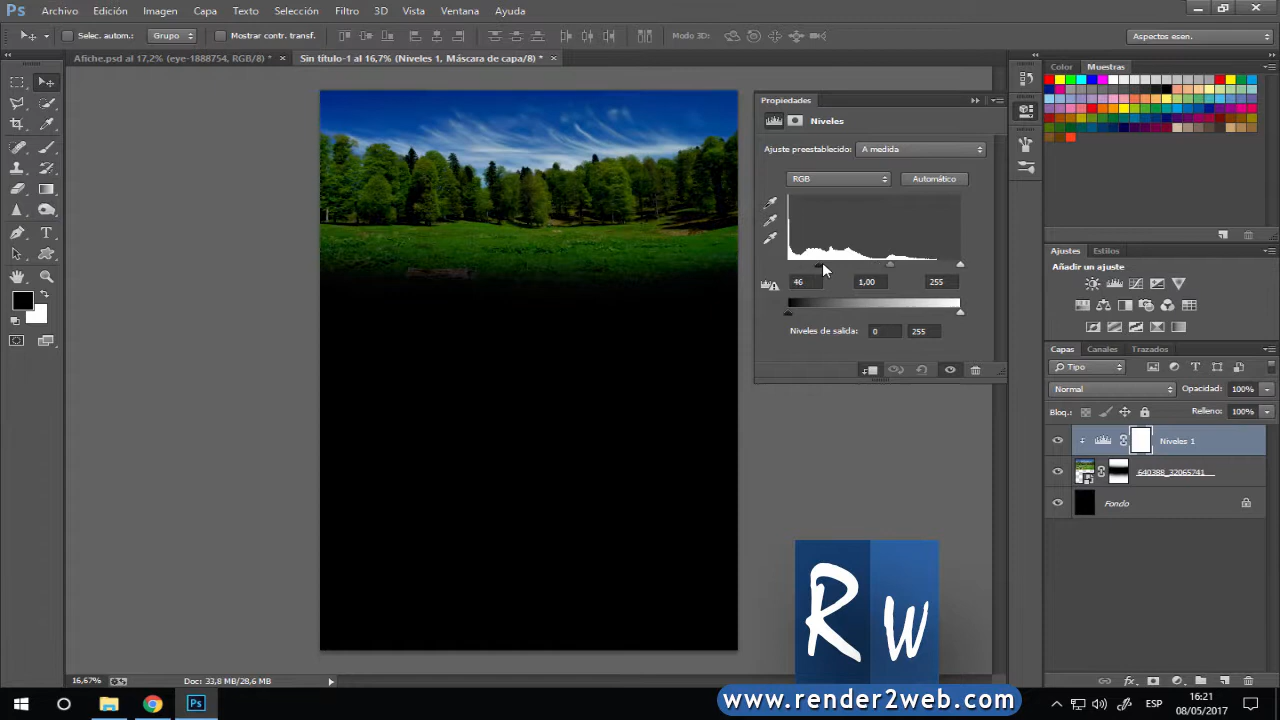 Ps Archivo Edición Imagen Capa Texto Selección Filtro 3D Vista Ventana Ayuda
Selec. autom.: Grupo Mostrar contr. transf. Modo 3D: Aspectos esen.
Afiche.psd al 17,2% (eye-1888754, RGB/8) * × Sin título-1 al 16,7% (Niveles 1, Máscara de capa/8) * ×
Color Muestras
Propiedades
Niveles
Ajuste preestablecido: A medida
RGB Automático
46 1,00 255
Niveles de salida: 0 255
Ajustes Estilos
Añadir un ajuste
Capas Canales Trazados
Tipo
Normal Opacidad: 100%
Bloq.: Relleno: 100%
Niveles 1
640388_32065741
Fondo
RW
16,67% Doc: 33,8 MB/28,6 MB
www.render2web.com
Ps ESP 16:21
08/05/2017